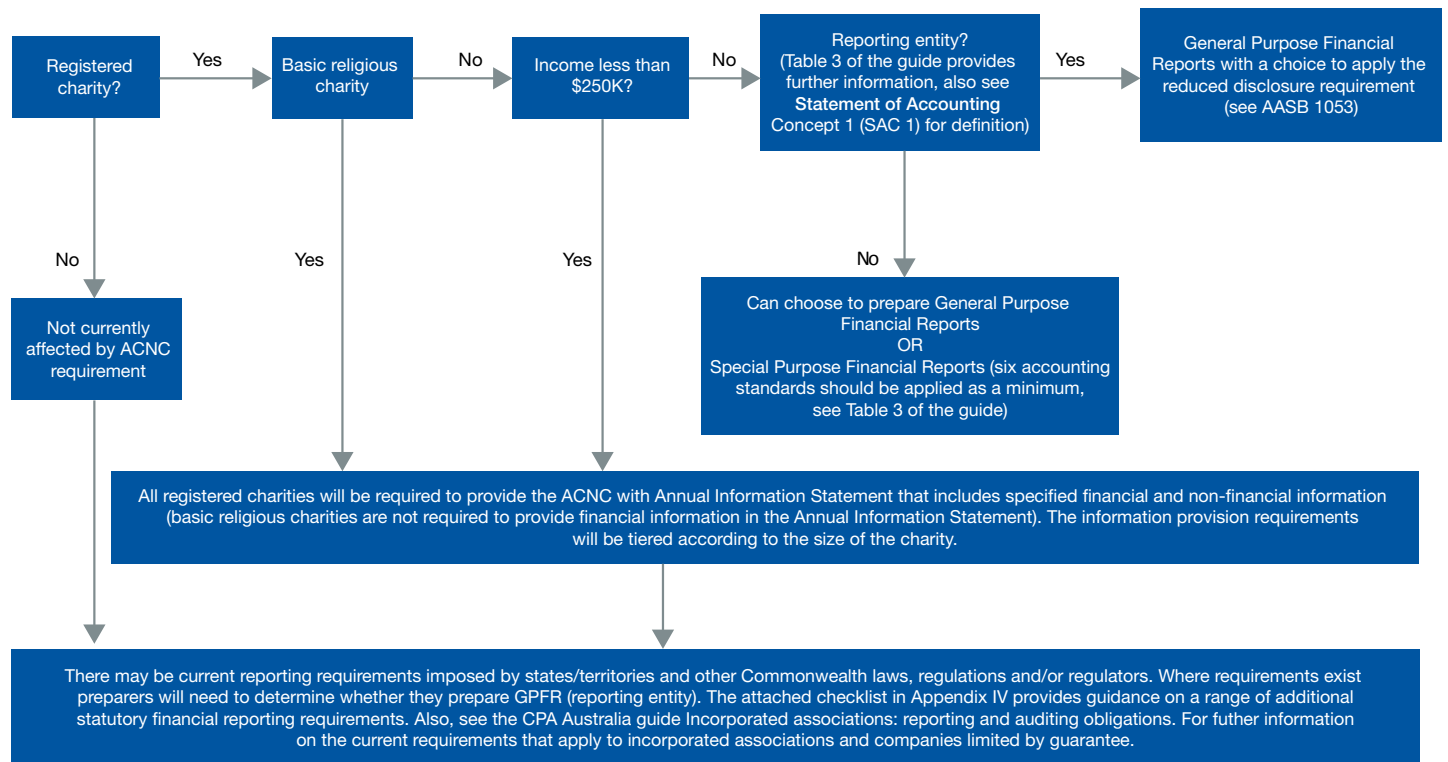 Registered
charity?
Yes
Basic religious
charity
No
Income less than
$250K?
No
Reporting entity?
(Table 3 of the guide provides
further information, also see
Statement of Accounting
Concept 1 (SAC 1) for definition)
Yes
General Purpose Financial
Reports with a choice to apply the
reduced disclosure requirement
(see AASB 1053)
No
Yes
Yes
No
Not currently
affected by ACNC
requirement
Can choose to prepare General Purpose
Financial Reports
OR
Special Purpose Financial Reports (six accounting
standards should be applied as a minimum,
see Table 3 of the guide)
All registered charities will be required to provide the ACNC with Annual Information Statement that includes specified financial and non-financial information
(basic religious charities are not required to provide financial information in the Annual Information Statement). The information provision requirements
will be tiered according to the size of the charity.
There may be current reporting requirements imposed by states/territories and other Commonwealth laws, regulations and/or regulators. Where requirements exist
preparers will need to determine whether they prepare GPFR (reporting entity). The attached checklist in Appendix IV provides guidance on a range of additional
statutory financial reporting requirements. Also, see the CPA Australia guide Incorporated associations: reporting and auditing obligations. For futher information
on the current requirements that apply to incorporated associations and companies limited by guarantee.